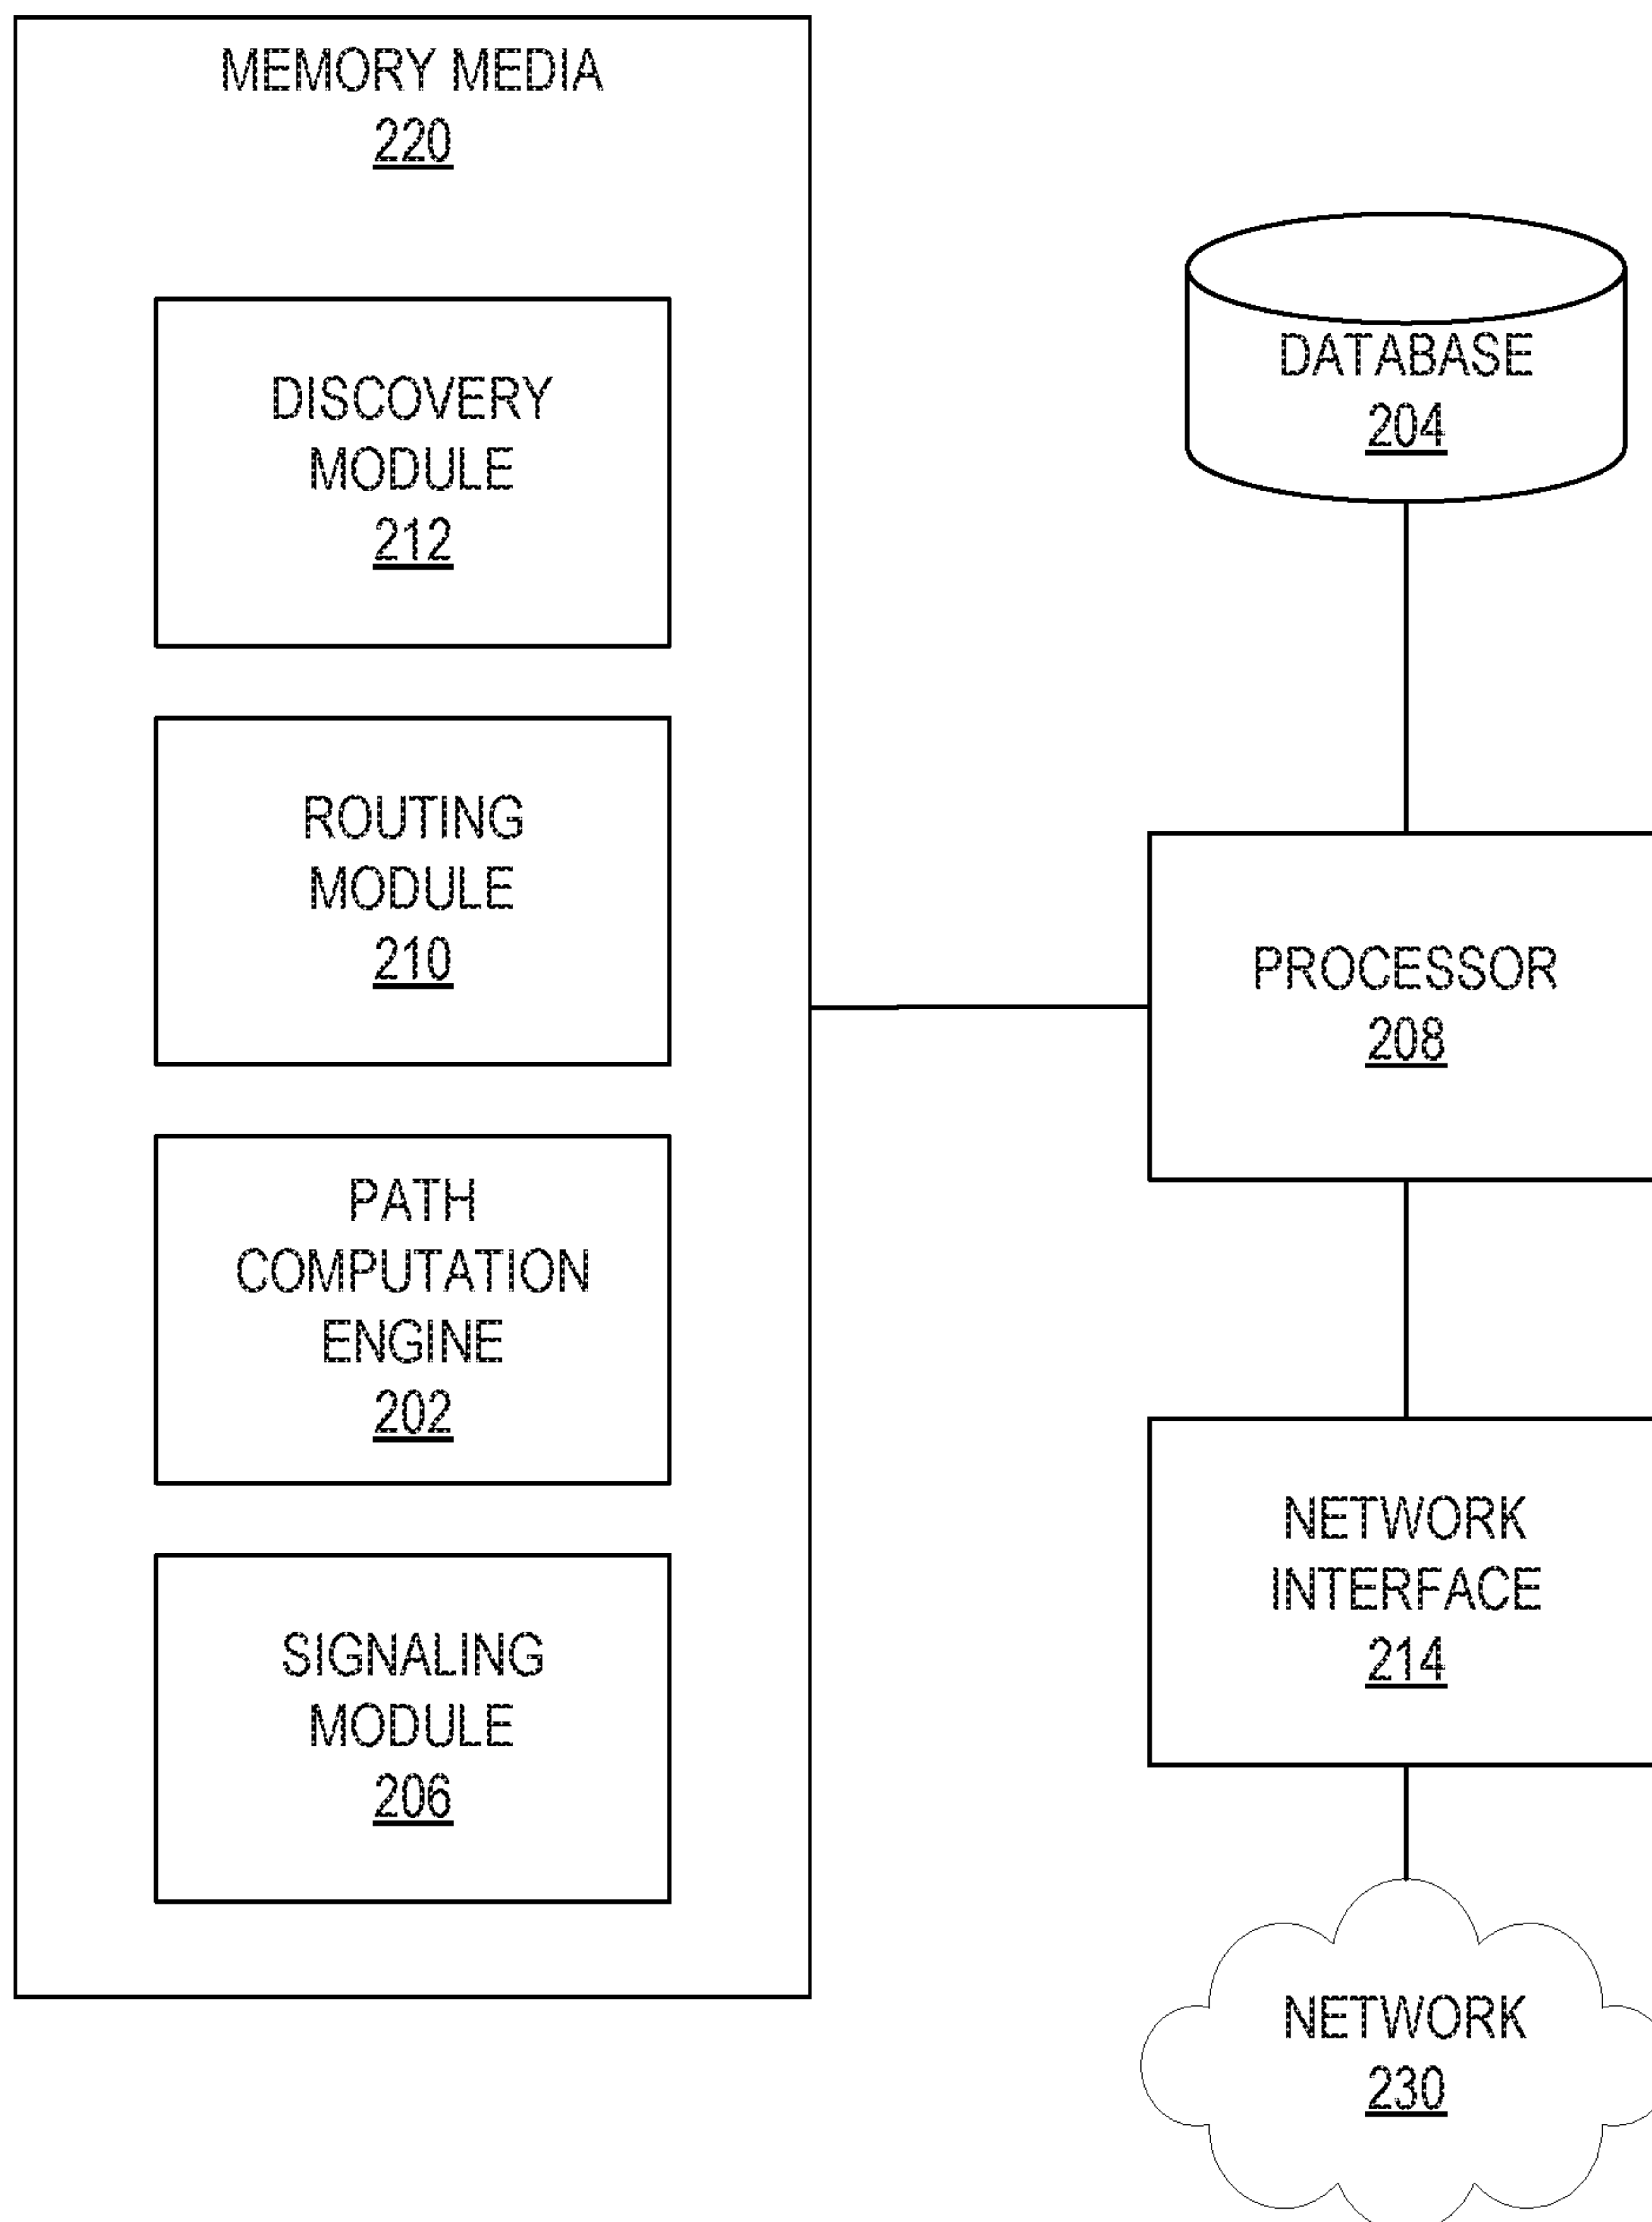 MEMORY MEDIA
220
DISCOVERY
MODULE
212
ROUTING
MODULE
210
PATH
COMPUTATION
ENGINE
202
SIGNALING
MODULE
206
DATABASE
204
PROCESSOR
208
NETWORK
INTERFACE
214
NETWORK
230